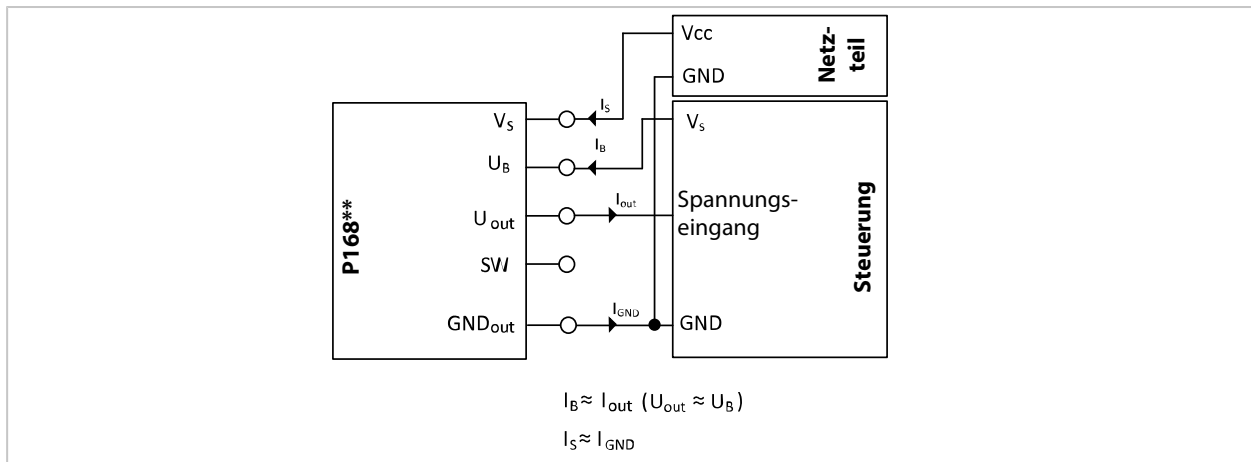 Vcc
GND
Netz-
teil
P168**
V_S
U_B
U_out
SW
GND_out
I_S
I_B
I_out
I_GND
V_s
Spannungs-
eingang
GND
Steuerung
I_B ≈ I_out (U_out ≈ U_B)
I_S ≈ I_GND